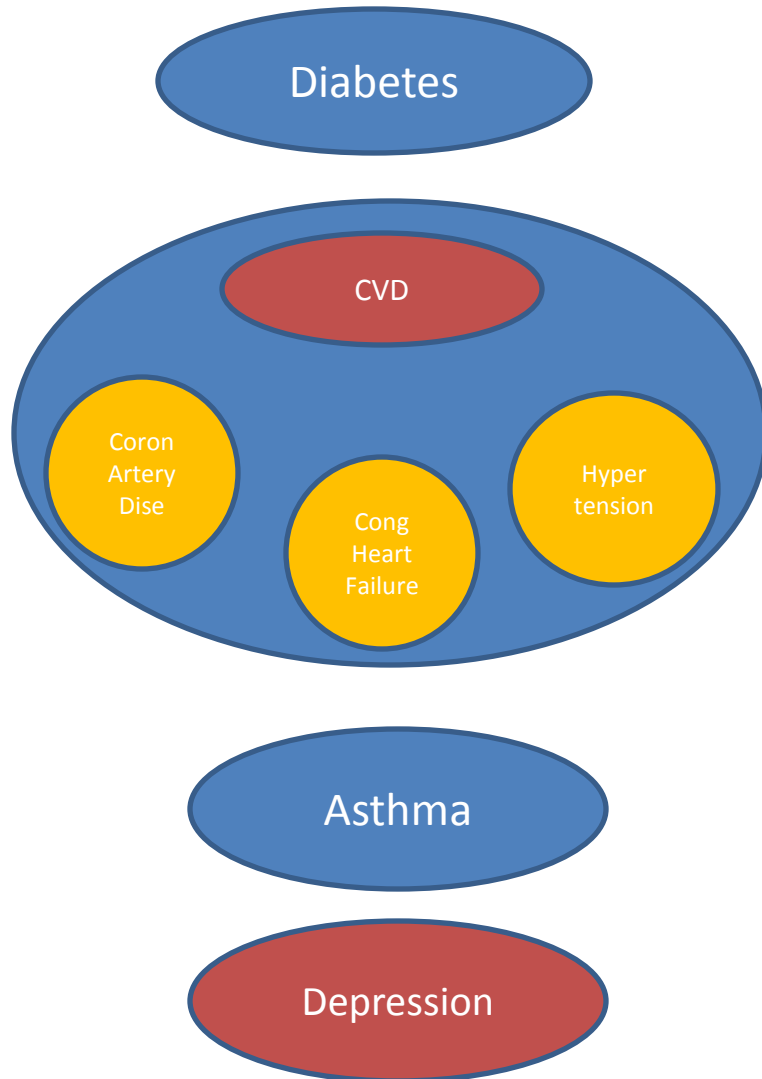 Diabetes
CVD
Coron
Artery
Dise
Cong
Heart
Failure
Hyper
tension
Asthma
Depression